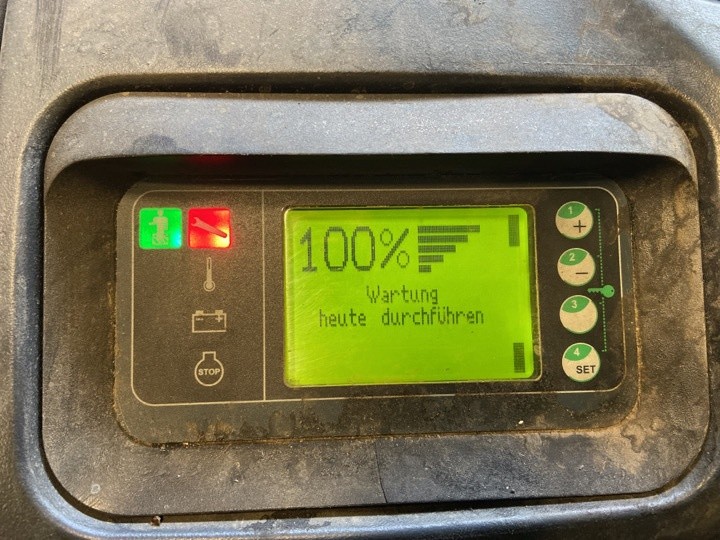 100%
Wartung
heute durchführen
STOP
1
+
2
−
3
4
SET